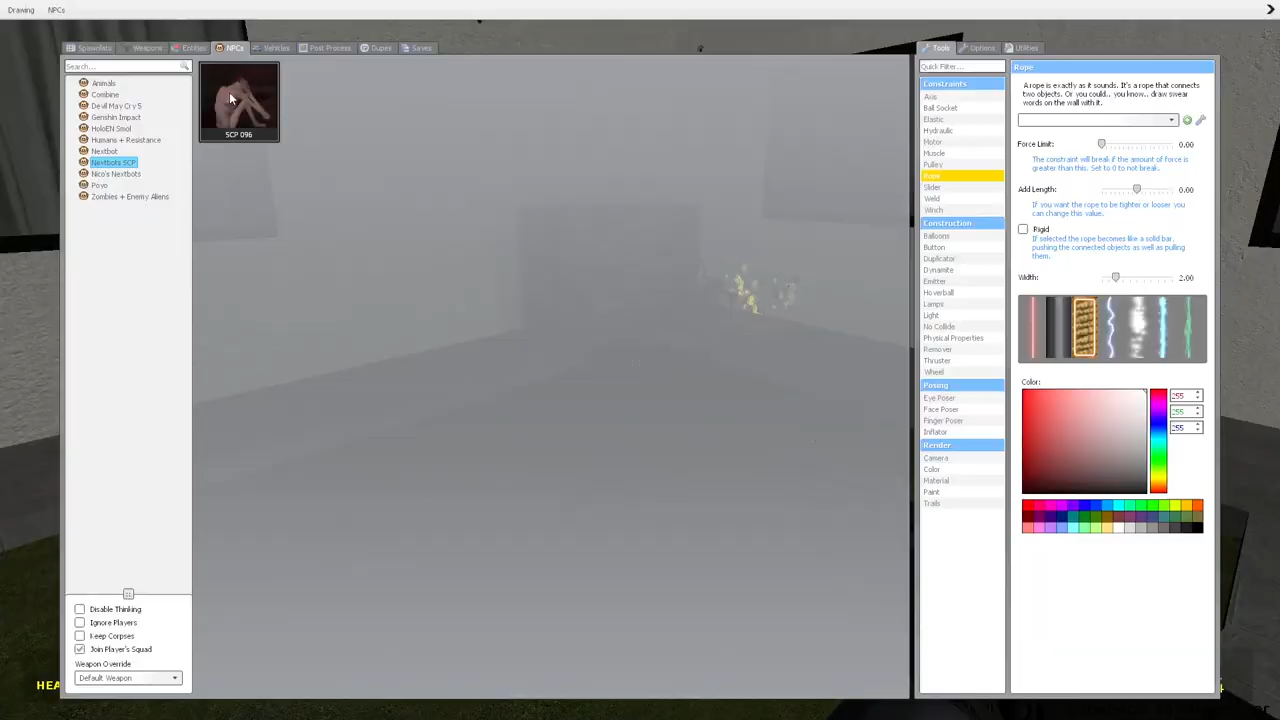 Drawing NPCs
Spawnlists Weapons Entities NPCs Vehicles Post Process Dupes Saves
Search...
Animals
Combine
Devil May Cry 5
Genshin Impact
HoloEN Smol
Humans + Resistance
Nextbot
Nextbots SCP
Nico's Nextbots
Poyo
Zombies + Enemy Aliens
SCP 096
Disable Thinking
Ignore Players
Keep Corpses
Join Player's Squad
Weapon Override
Default Weapon
HEA
Tools Options Utilities
Quick Filter...
Constraints
Axis
Ball Socket
Elastic
Hydraulic
Motor
Muscle
Pulley
Rope
Slider
Weld
Winch
Construction
Balloons
Button
Duplicator
Dynamite
Emitter
Hoverball
Lamps
Light
No Collide
Physical Properties
Remover
Thruster
Wheel
Posing
Eye Poser
Face Poser
Finger Poser
Inflator
Render
Camera
Color
Material
Paint
Trails
Rope
A rope is exactly as it sounds. It's a rope that connects
two objects. Or you could.. you know.. draw swear
words on the wall with it.
Force Limit: 0.00
The constraint will break if the amount of force is
greater than this. Set to 0 to not break.
Add Length: 0.00
If you want the rope to be tighter or looser you
can change this value.
Rigid
If selected the rope becomes like a solid bar,
pushing the connected objects as well as pulling
them.
Width: 2.00
Color:
255
255
255